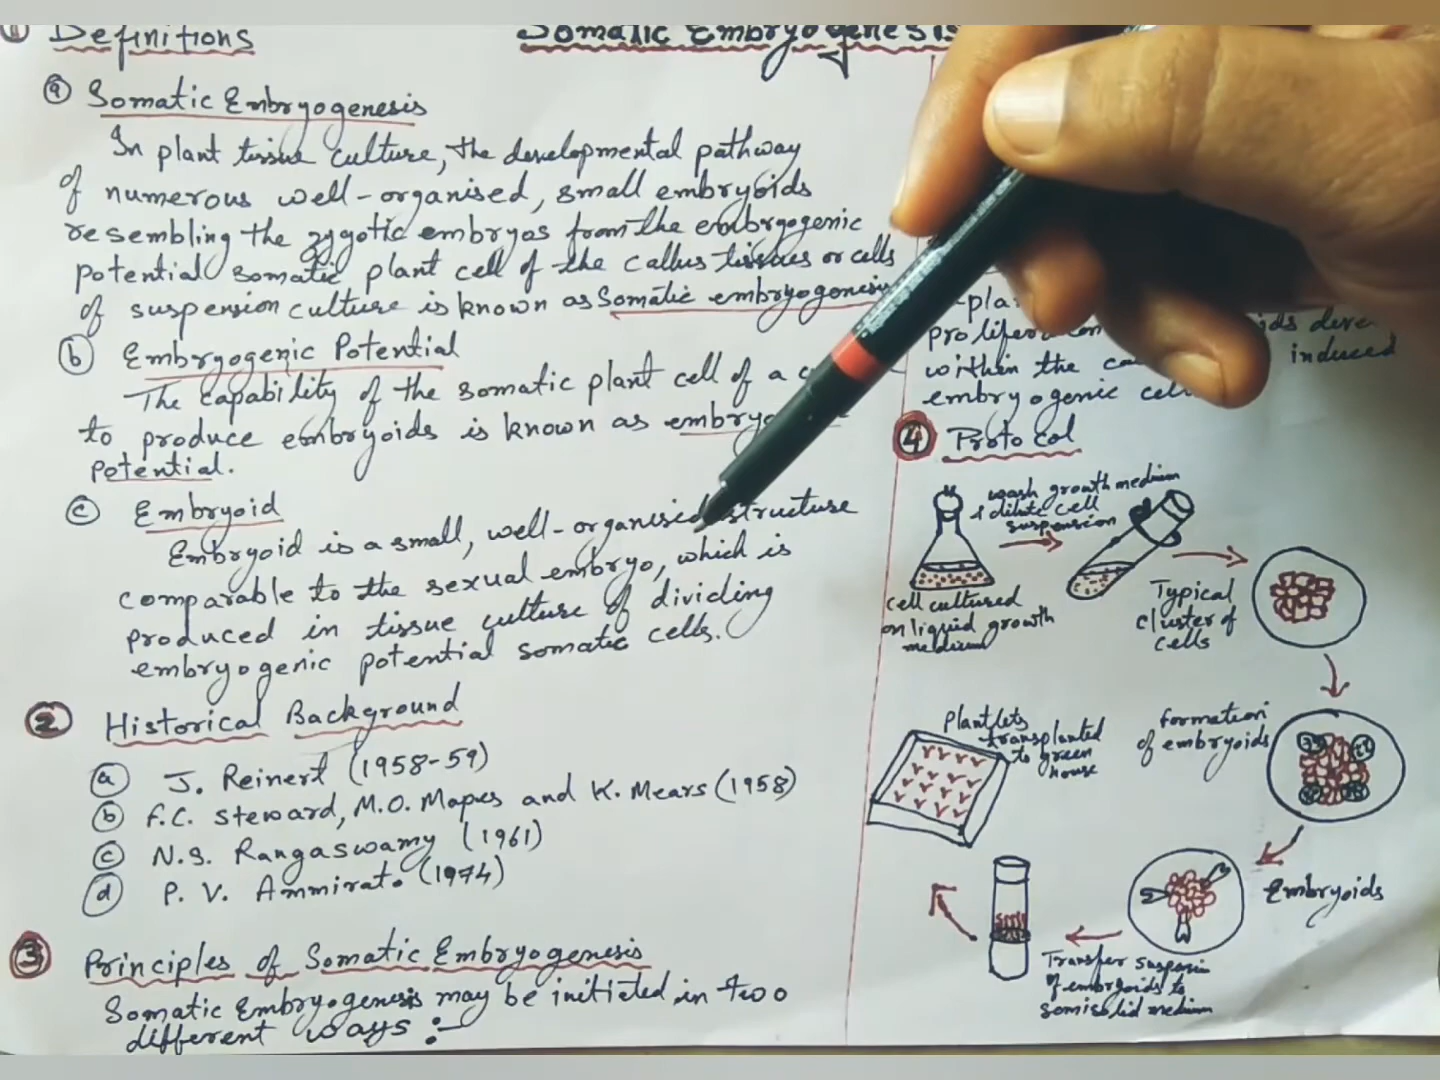 1 Definitions
Somatic Embryogenesis
a Somatic Embryogenesis
In plant tissue culture, the developmental pathway
of numerous well-organised, small embryoids
resembling the zygotic embryos from the embryogenic
potential somatic plant cell of the callus tissues or cells
of suspension culture is known as Somatic embryogenesis
b Embryogenic Potential
The capability of the somatic plant cell of a
to produce embryoids is known as
potential.
c Embryoid
Embryoid is a small, well-organised structure
comparable to the sexual embryo, which is
produced in tissue culture of dividing
embryogenic potential somatic cells.
2 Historical Background
a J. Reinert (1958-59)
b F.C. Steward, M.O. Mapes and K. Mears (1958)
c N.S. Rangaswamy (1961)
d P. V. Ammirato (1974)
3 Principles of Somatic Embryogenesis
Somatic Embryogenesis may be initiated in two
different ways :-
within the
induced
embryogenic
4 Protocol
wash growth medium
& dilute cell
suspension
cell cultured
on liquid growth
medium
Typical
cluster of
cells
formation
of embryoids
Embryoids
Transfer
of embryoids to
semisolid medium
Plantlets
transplanted
to green
house